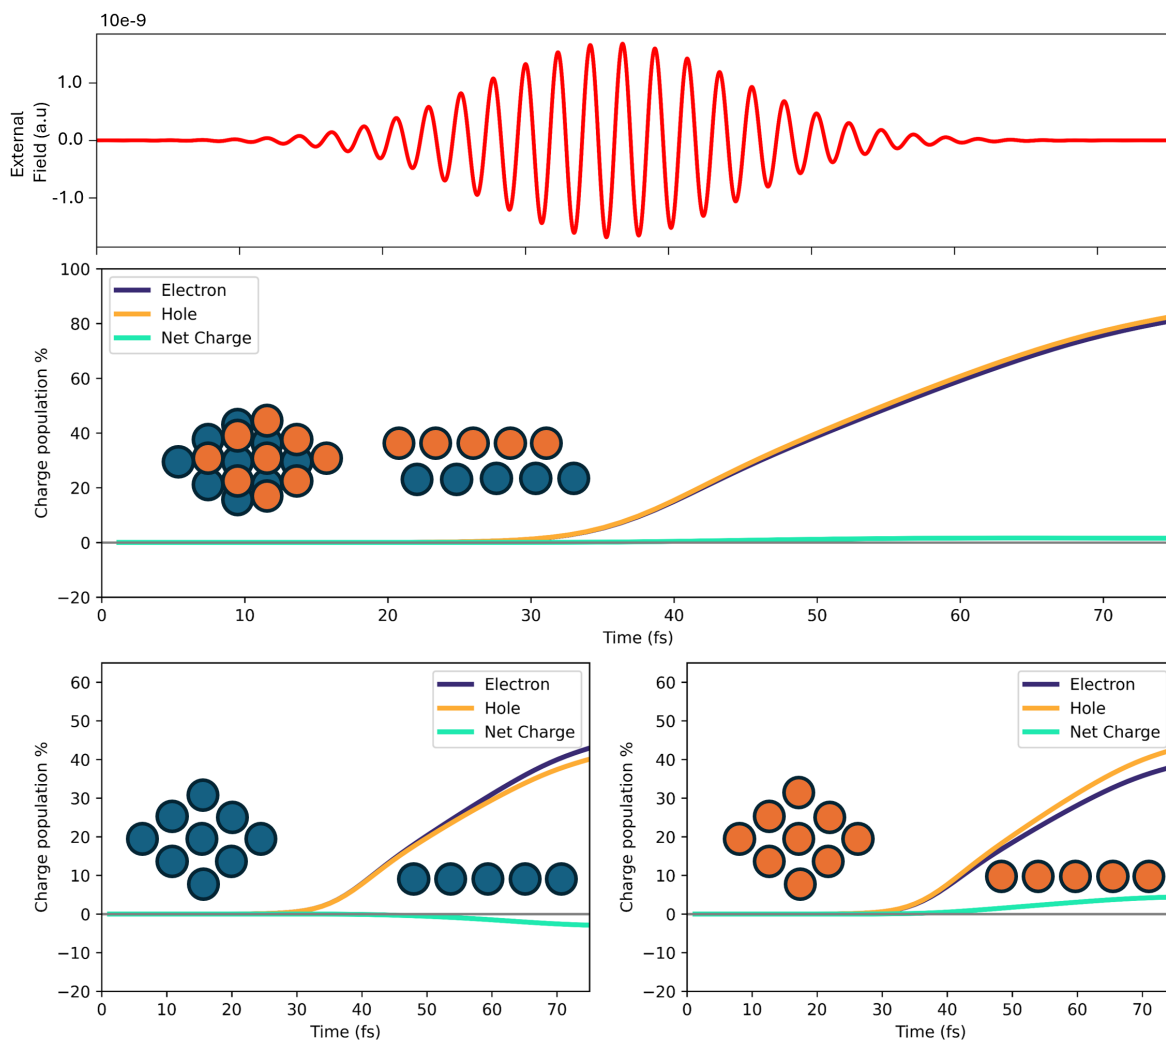 10e-9
External
Field (a.u)
1.0
0.0
-1.0
100
80
60
40
20
0
−20
Charge population %
Electron
Hole
Net Charge
0 10 20 30 40 50 60 70
Time (fs)
60
50
40
30
20
10
0
−10
−20
Charge population %
Electron
Hole
Net Charge
0 10 20 30 40 50 60 70
Time (fs)
60
50
40
30
20
10
0
−10
−20
Charge population %
Electron
Hole
Net Charge
0 10 20 30 40 50 60 70
Time (fs)